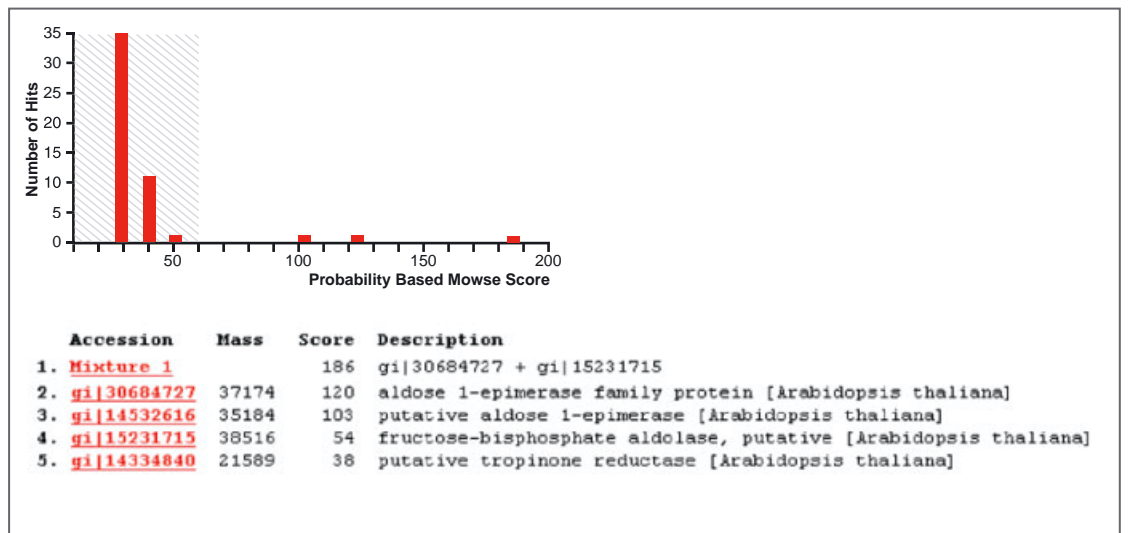 35
30
25
20
15
10
5
0
Number of Hits
50 100 150 200
Probability Based Mowse Score
Accession Mass Score Description
1. Mixture 1 186 gi|30684727 + gi|15231715
2. gi|30684727 37174 120 aldose 1-epimerase family protein [Arabidopsis thaliana]
3. gi|14532616 35184 103 putative aldose 1-epimerase [Arabidopsis thaliana]
4. gi|15231715 38516 54 fructose-bisphosphate aldolase, putative [Arabidopsis thaliana]
5. gi|14334840 21589 38 putative tropinone reductase [Arabidopsis thaliana]